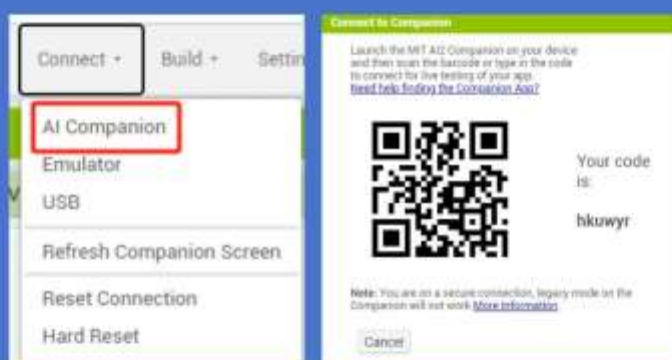 Connect
Build
Settin
AI Companion
Emulator
USB
Refresh Companion Screen
Reset Connection
Hard Reset
Connect to Companion
Launch the MIT AI2 Companion on your device
and then scan the barcode or type in the code
to connect for live testing of your app.
Need help finding the Companion App?
Your code
is:
hkuwyr
Note: You are on a secure connection, legacy mode on the
Companion will not work More Information
Cancel